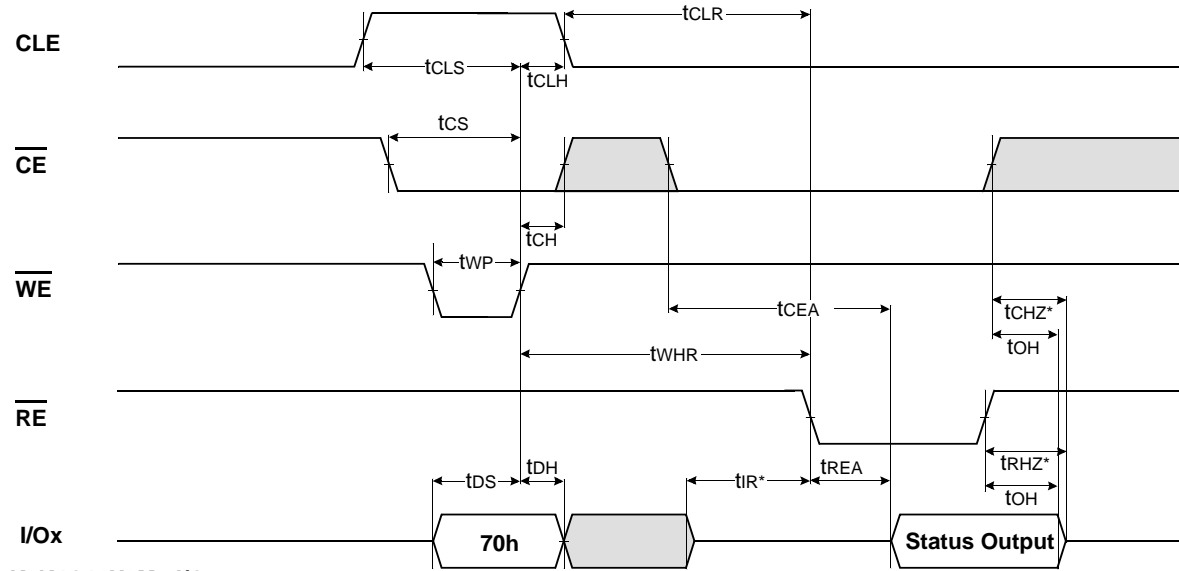 tCLR
CLE
tCLS
tCLH
tCS
CE
tCH
tWP
WE
tCEA
tCHZ*
tOH
tWHR
RE
tDH
tREA
tRHZ*
tDS
tIR*
tOH
I/Ox
70h
Status Output